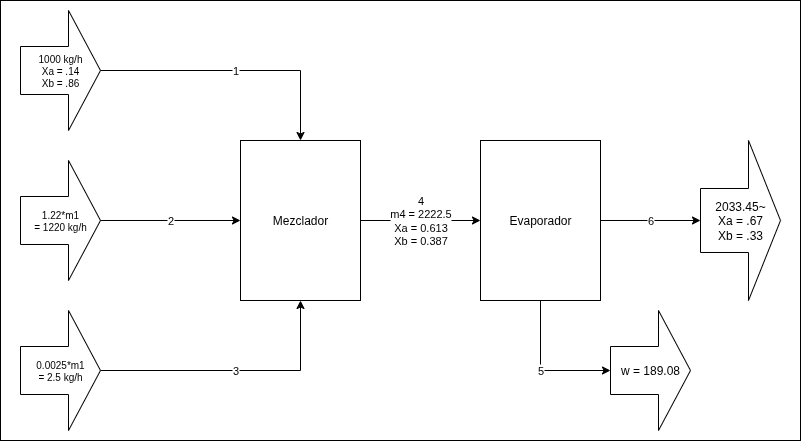 1000 kg/h
Xa = .14
Xb = .86
1
1.22*m1
= 1220 kg/h
2
Mezclador
4
m4 = 2222.5
Xa = 0.613
Xb = 0.387
Evaporador
6
2033.45~
Xa = .67
Xb = .33
0.0025*m1
= 2.5 kg/h
3
5
w = 189.08